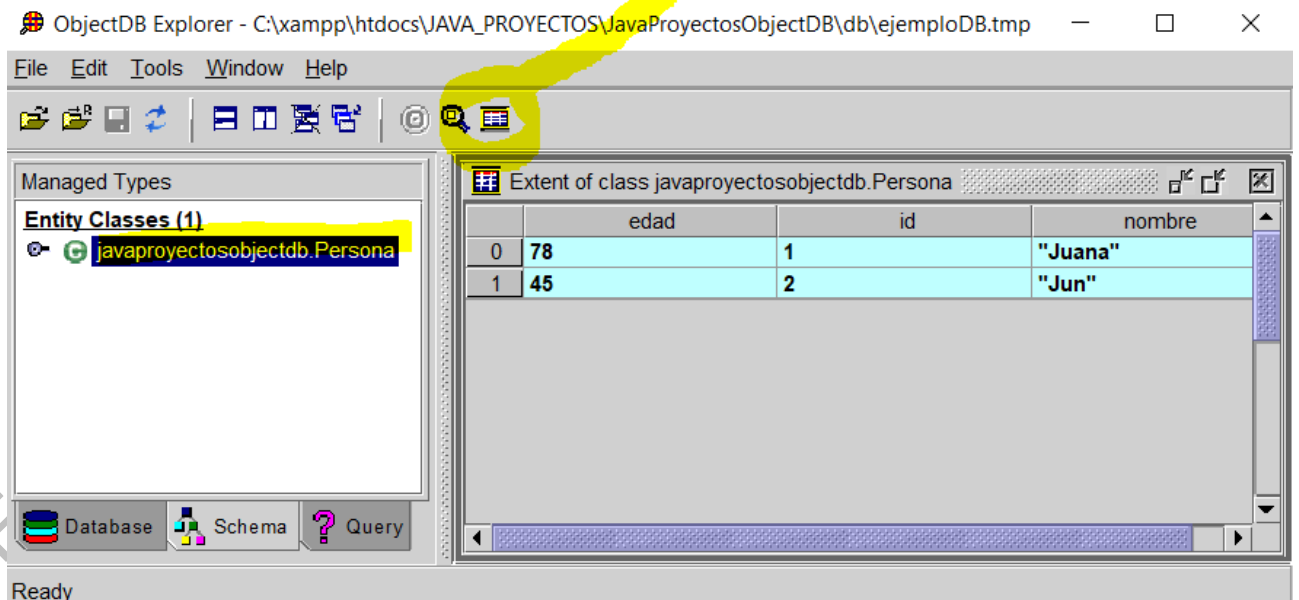 ObjectDB Explorer - C:\xampp\htdocs\JAVA_PROYECTOS\JavaProyectosObjectDB\db\ejemploDB.tmp
File Edit Tools Window Help
Managed Types
Entity Classes (1)
javaproyectosobjectdb.Persona
Database Schema Query
Extent of class javaproyectosobjectdb.Persona
edad id nombre
0 78 1 "Juana"
1 45 2 "Jun"
Ready